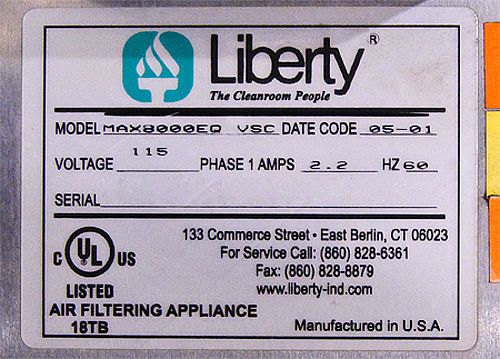 Liberty®
The Cleanroom People
MODEL MAX8000EQ VSC DATE CODE 05-01
VOLTAGE 115 PHASE 1 AMPS 2.2 HZ 60
SERIAL
133 Commerce Street • East Berlin, CT 06023
For Service Call: (860) 828-6361
Fax: (860) 828-8879
www.liberty-ind.com
C UL® US
LISTED
AIR FILTERING APPLIANCE
18TB
Manufactured in U.S.A.